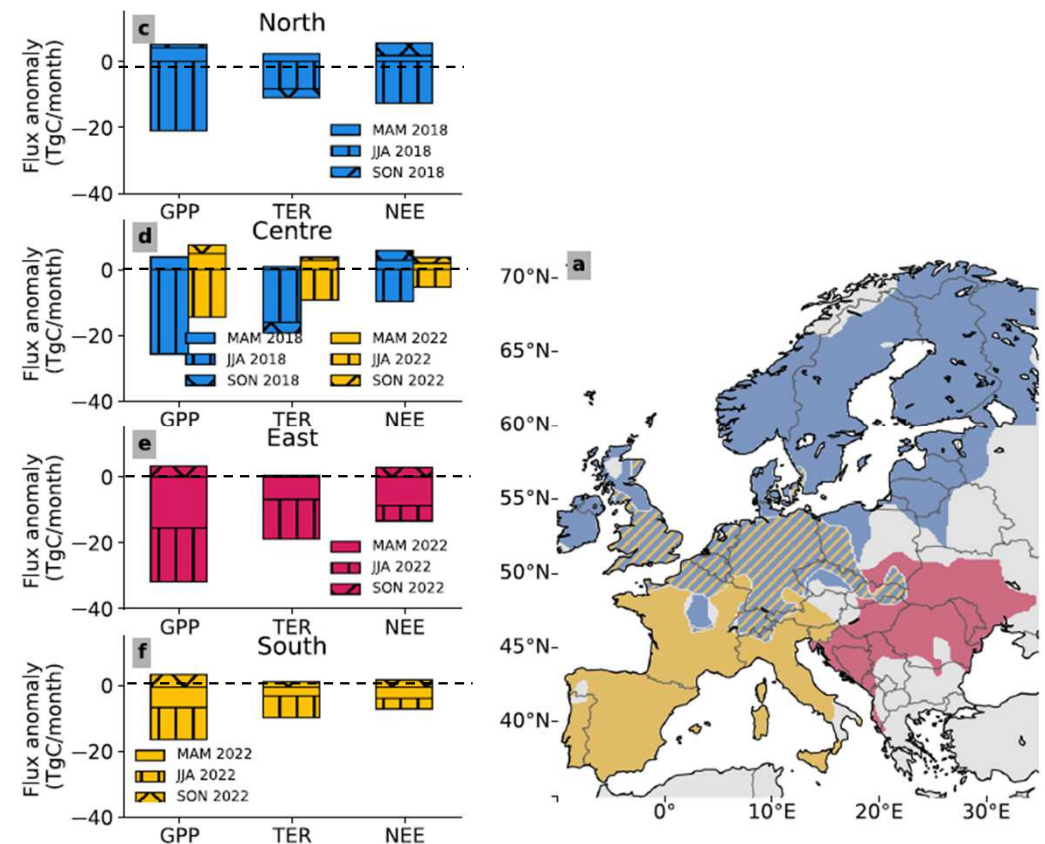 c North
Flux anomaly
(TgC/month)
0
−20
−40
MAM 2018
JJA 2018
SON 2018
GPP TER NEE
d Centre
Flux anomaly
(TgC/month)
0
−20
−40
MAM 2018 MAM 2022
JJA 2018 JJA 2022
SON 2018 SON 2022
GPP TER NEE
e East
Flux anomaly
(TgC/month)
0
−20
−40
MAM 2022
JJA 2022
SON 2022
GPP TER NEE
f South
Flux anomaly
(TgC/month)
0
−20
−40
MAM 2022
JJA 2022
SON 2022
GPP TER NEE
a
70°N
65°N
60°N
55°N
50°N
45°N
40°N
0° 10°E 20°E 30°E